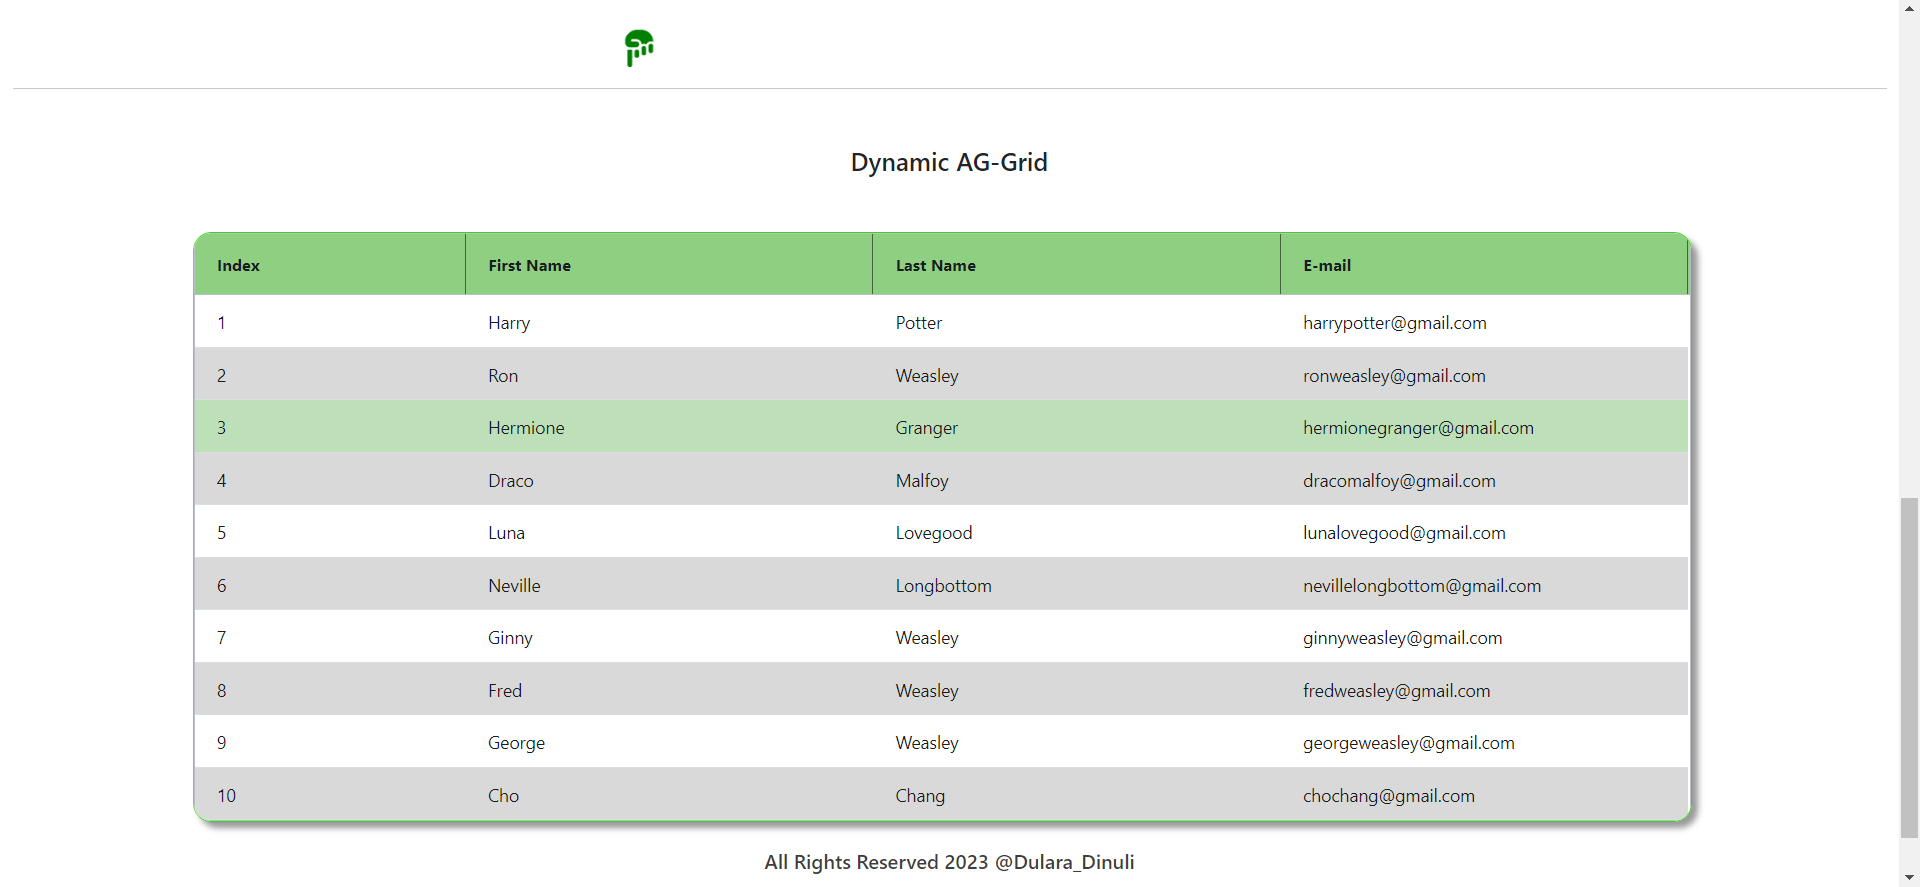 Dynamic AG-Grid
Index First Name Last Name E-mail
1 Harry Potter harrypotter@gmail.com
2 Ron Weasley ronweasley@gmail.com
3 Hermione Granger hermionegranger@gmail.com
4 Draco Malfoy dracomalfoy@gmail.com
5 Luna Lovegood lunalovegood@gmail.com
6 Neville Longbottom nevillelongbottom@gmail.com
7 Ginny Weasley ginnyweasley@gmail.com
8 Fred Weasley fredweasley@gmail.com
9 George Weasley georgeweasley@gmail.com
10 Cho Chang chochang@gmail.com
All Rights Reserved 2023 @Dulara_Dinuli